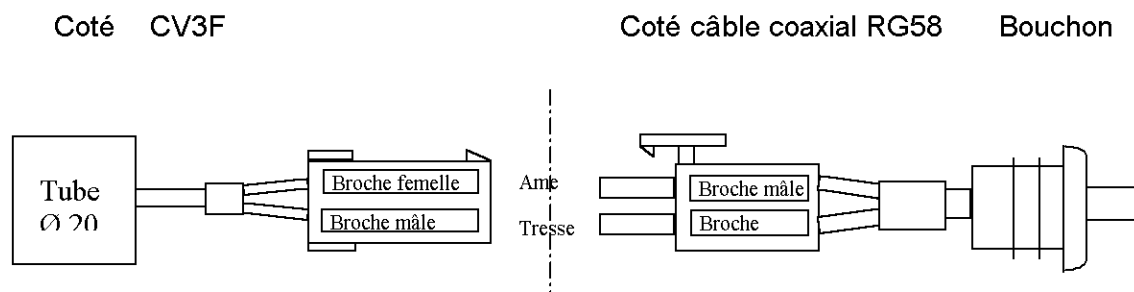 Coté CV3F
Coté câble coaxial RG58
Bouchon
Tube
Ø 20
Broche femelle
Broche mâle
Ame
Tresse
Broche mâle
Broche